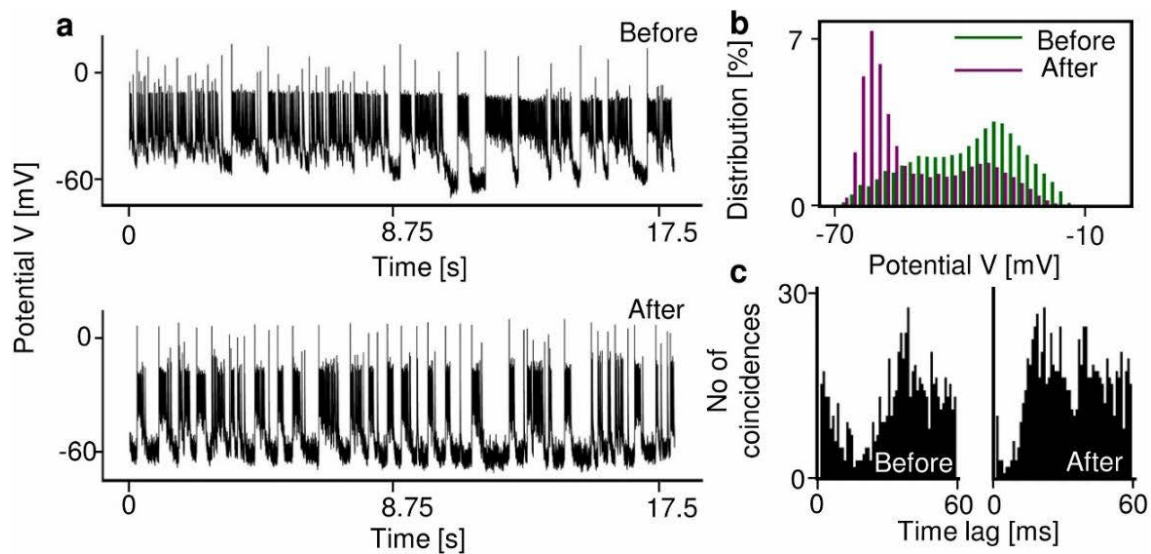 a
Before
Potential V [mV]
0
-60
0
8.75
17.5
Time [s]
After
0
-60
0
8.75
17.5
Time [s]
b
Distribution [%]
7
0
Before
After
-70
-10
Potential V [mV]
c
No of
coincidences
30
0
Before
After
0
60
0
60
Time lag [ms]